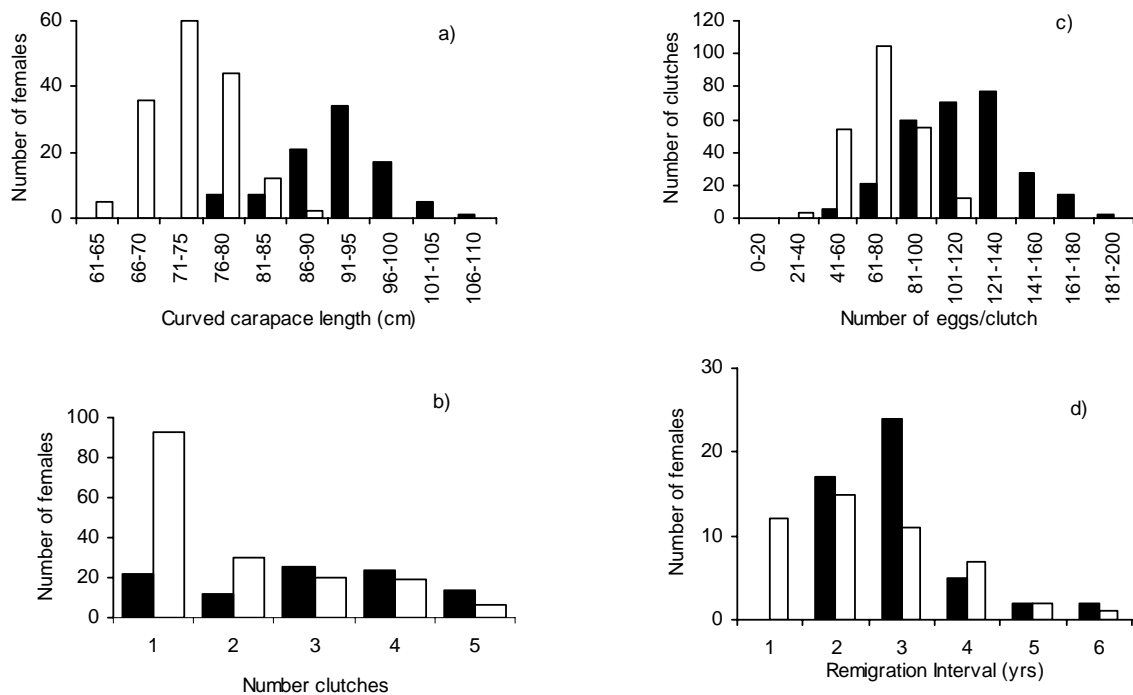 a)
Number of females
60
40
20
0
61-65
66-70
71-75
76-80
81-85
86-90
91-95
96-100
101-105
106-110
Curved carapace length (cm)
c)
Number of clutches
120
100
80
60
40
20
0
0-20
21-40
41-60
61-80
81-100
101-120
121-140
141-160
161-180
181-200
Number of eggs/clutch
b)
Number of females
100
80
60
40
20
0
1 2 3 4 5
Number clutches
d)
Number of females
30
20
10
0
1 2 3 4 5 6
Remigration Interval (yrs)